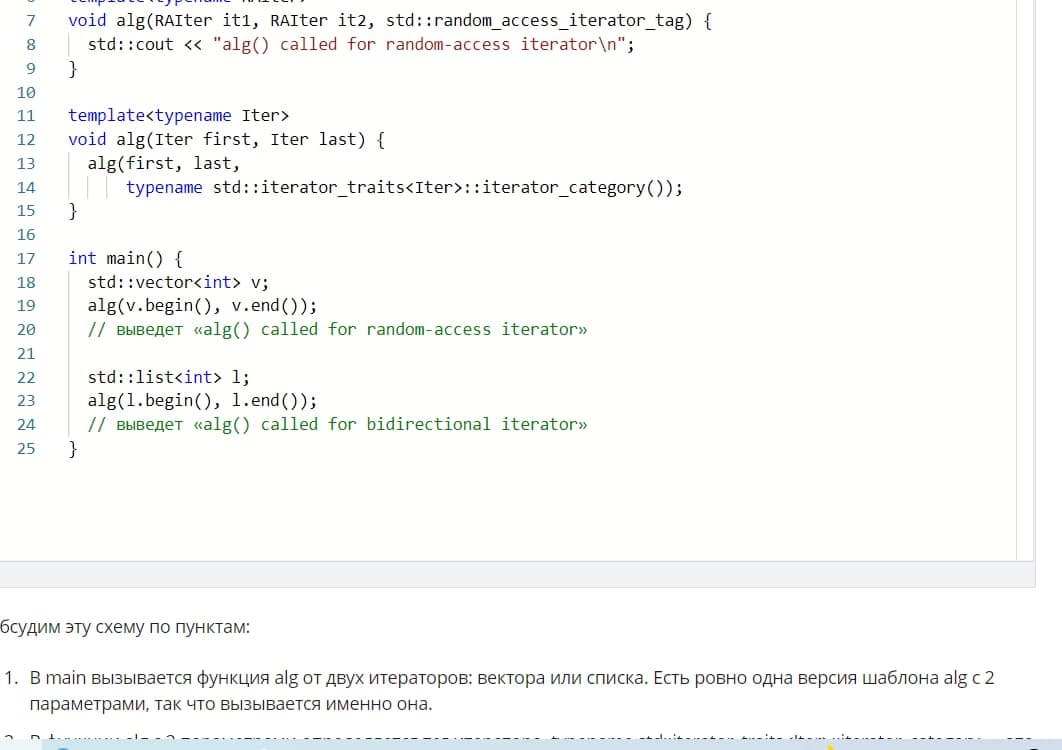 7 void alg(RAIter it1, RAIter it2, std::random_access_iterator_tag) {
8 std::cout << "alg() called for random-access iterator\n";
9 }
10
11 template<typename Iter>
12 void alg(Iter first, Iter last) {
13 alg(first, last,
14 typename std::iterator_traits<Iter>::iterator_category());
15 }
16
17 int main() {
18 std::vector<int> v;
19 alg(v.begin(), v.end());
20 // выведет «alg() called for random-access iterator»
21
22 std::list<int> l;
23 alg(l.begin(), l.end());
24 // выведет «alg() called for bidirectional iterator»
25 }
бсудим эту схему по пунктам:
1. В main вызывается функция alg от двух итераторов: вектора или списка. Есть ровно одна версия шаблона alg с 2
параметрами, так что вызывается именно она.